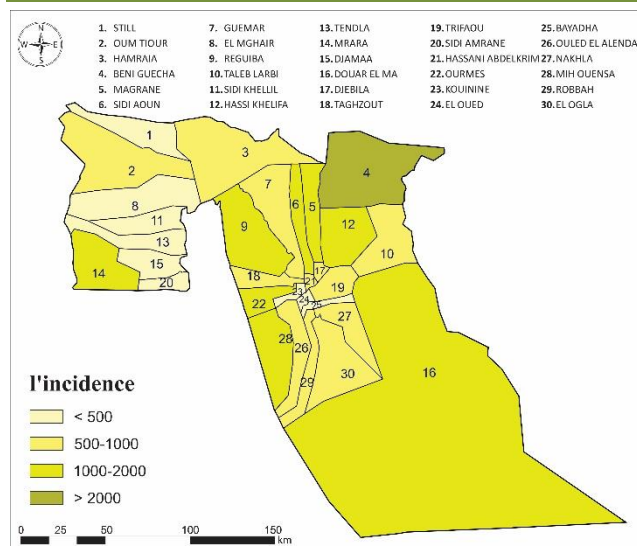 N
W E
S
1. STILL
2. OUM TIOUR
3. HAMRAIA
4. BENI GUECHA
5. MAGRANE
6. SIDI AOUN
7. GUEMAR
8. EL MGHAIR
9. REGUIBA
10. TALEB LARBI
11. SIDI KHELLIL
12. HASSI KHELIFA
13. TENDLA
14. MRARA
15. DJAMAA
16. DOUAR EL MA
17. DJEBILA
18. TAGHZOUT
19. TRIFAOU
20. SIDI AMRANE
21. HASSANI ABDELKRIM
22. OURMES
23. KOUININE
24. EL OUED
25. BAYADHA
26. OULED EL ALENDA
27. NAKHLA
28. MIH OUENSA
29. ROBBAH
30. EL OGLA
1
2
3
4
8
7
6
5
11
9
12
13
10
15
14
20
18
17
21
19
23
22
24
25
27
28
26
29
30
16
l'incidence
< 500
500-1000
1000-2000
> 2000
0 25 50 100 150
km